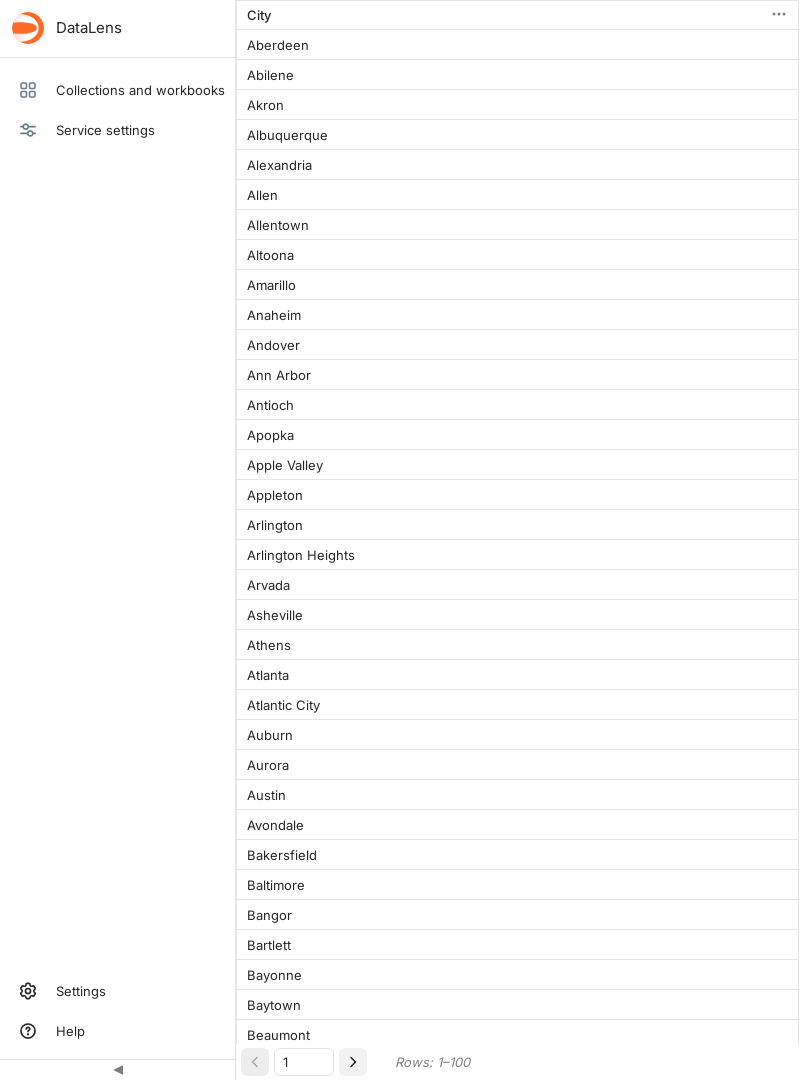 DataLens
Collections and workbooks
Service settings
Settings
Help
City
Aberdeen
Abilene
Akron
Albuquerque
Alexandria
Allen
Allentown
Altoona
Amarillo
Anaheim
Andover
Ann Arbor
Antioch
Apopka
Apple Valley
Appleton
Arlington
Arlington Heights
Arvada
Asheville
Athens
Atlanta
Atlantic City
Auburn
Aurora
Austin
Avondale
Bakersfield
Baltimore
Bangor
Bartlett
Bayonne
Baytown
Beaumont
1
Rows: 1–100